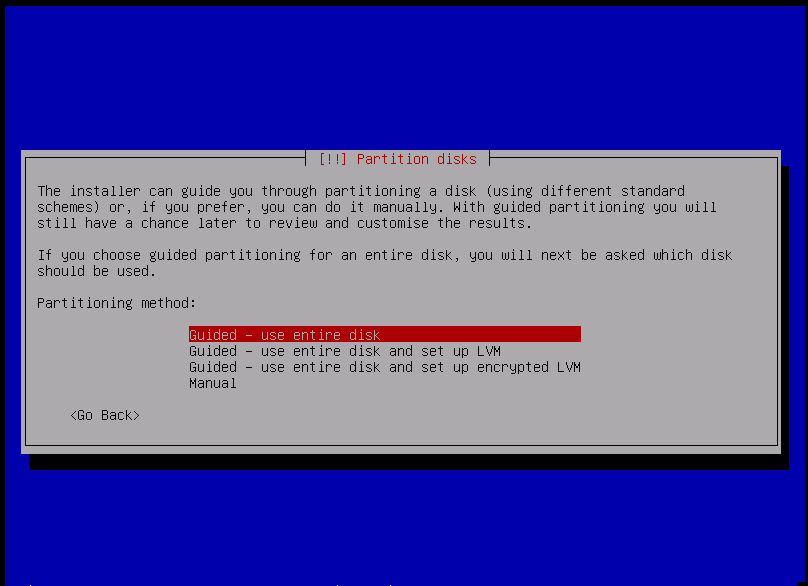 [!!] Partition disks
The installer can guide you through partitioning a disk (using different standard
schemes) or, if you prefer, you can do it manually. With guided partitioning you will
still have a chance later to review and customise the results.
If you choose guided partitioning for an entire disk, you will next be asked which disk
should be used.
Partitioning method:
Guided - use entire disk
Guided - use entire disk and set up LVM
Guided - use entire disk and set up encrypted LVM
Manual
<Go Back>